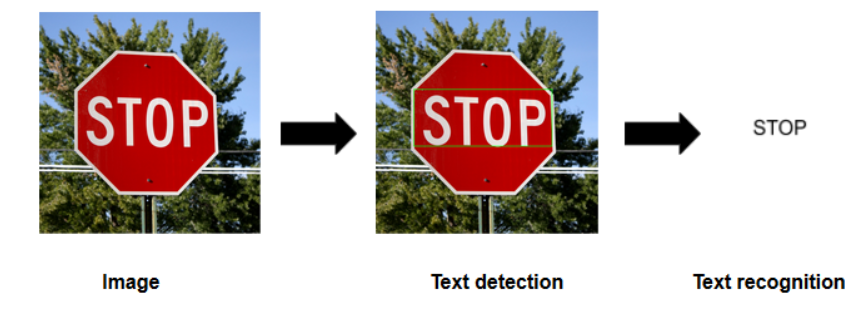 STOP STOP STOP
Image Text detection Text recognition